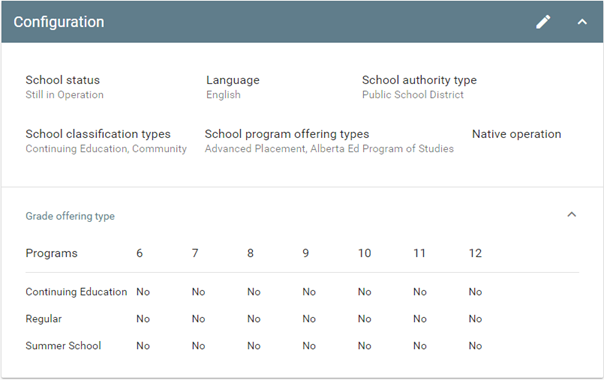 Configuration
School status Language School authority type
Still in Operation English Public School District
School classification types School program offering types Native operation
Continuing Education, Community Advanced Placement, Alberta Ed Program of Studies
Grade offering type
Programs 6 7 8 9 10 11 12
Continuing Education No No No No No No No
Regular No No No No No No No
Summer School No No No No No No No